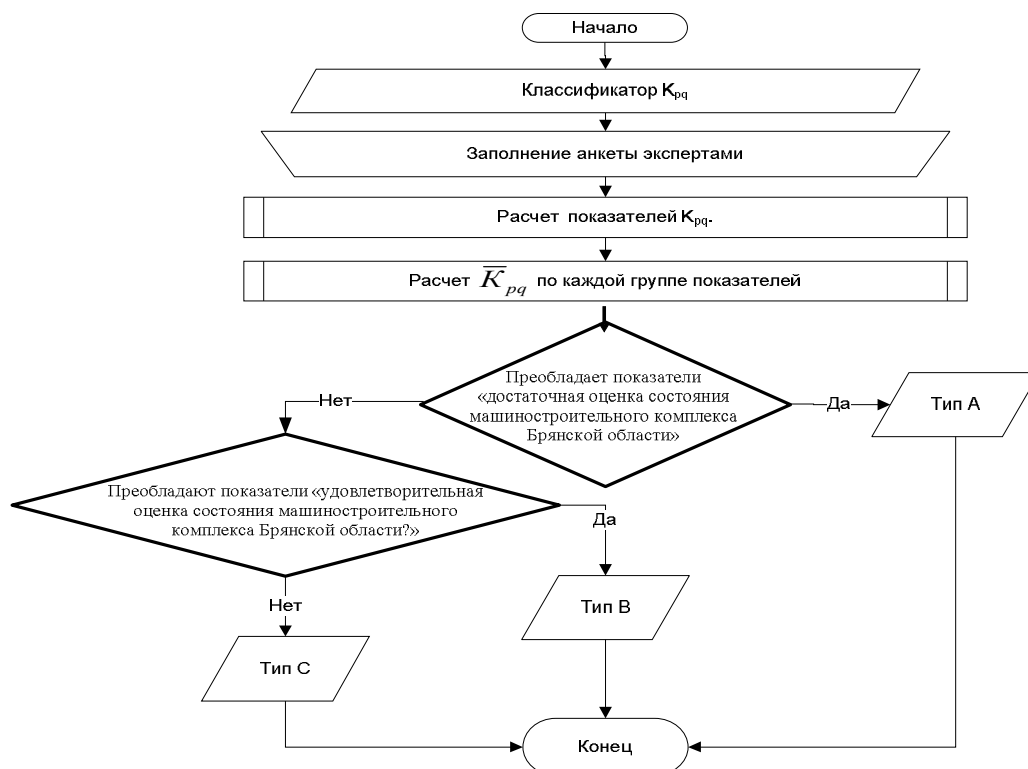 Начало
Классификатор Kpq
Заполнение анкеты экспертами
Расчет показателей Kpq.
Расчет K̅pq по каждой группе показателей
Преобладает показатели
«достаточная оценка состояния
машиностроительного комплекса
Брянской области»
Нет
Да
Тип А
Преобладают показатели «удовлетворительная
оценка состояния машиностроительного
комплекса Брянской области?»
Да
Нет
Тип В
Тип С
Конец